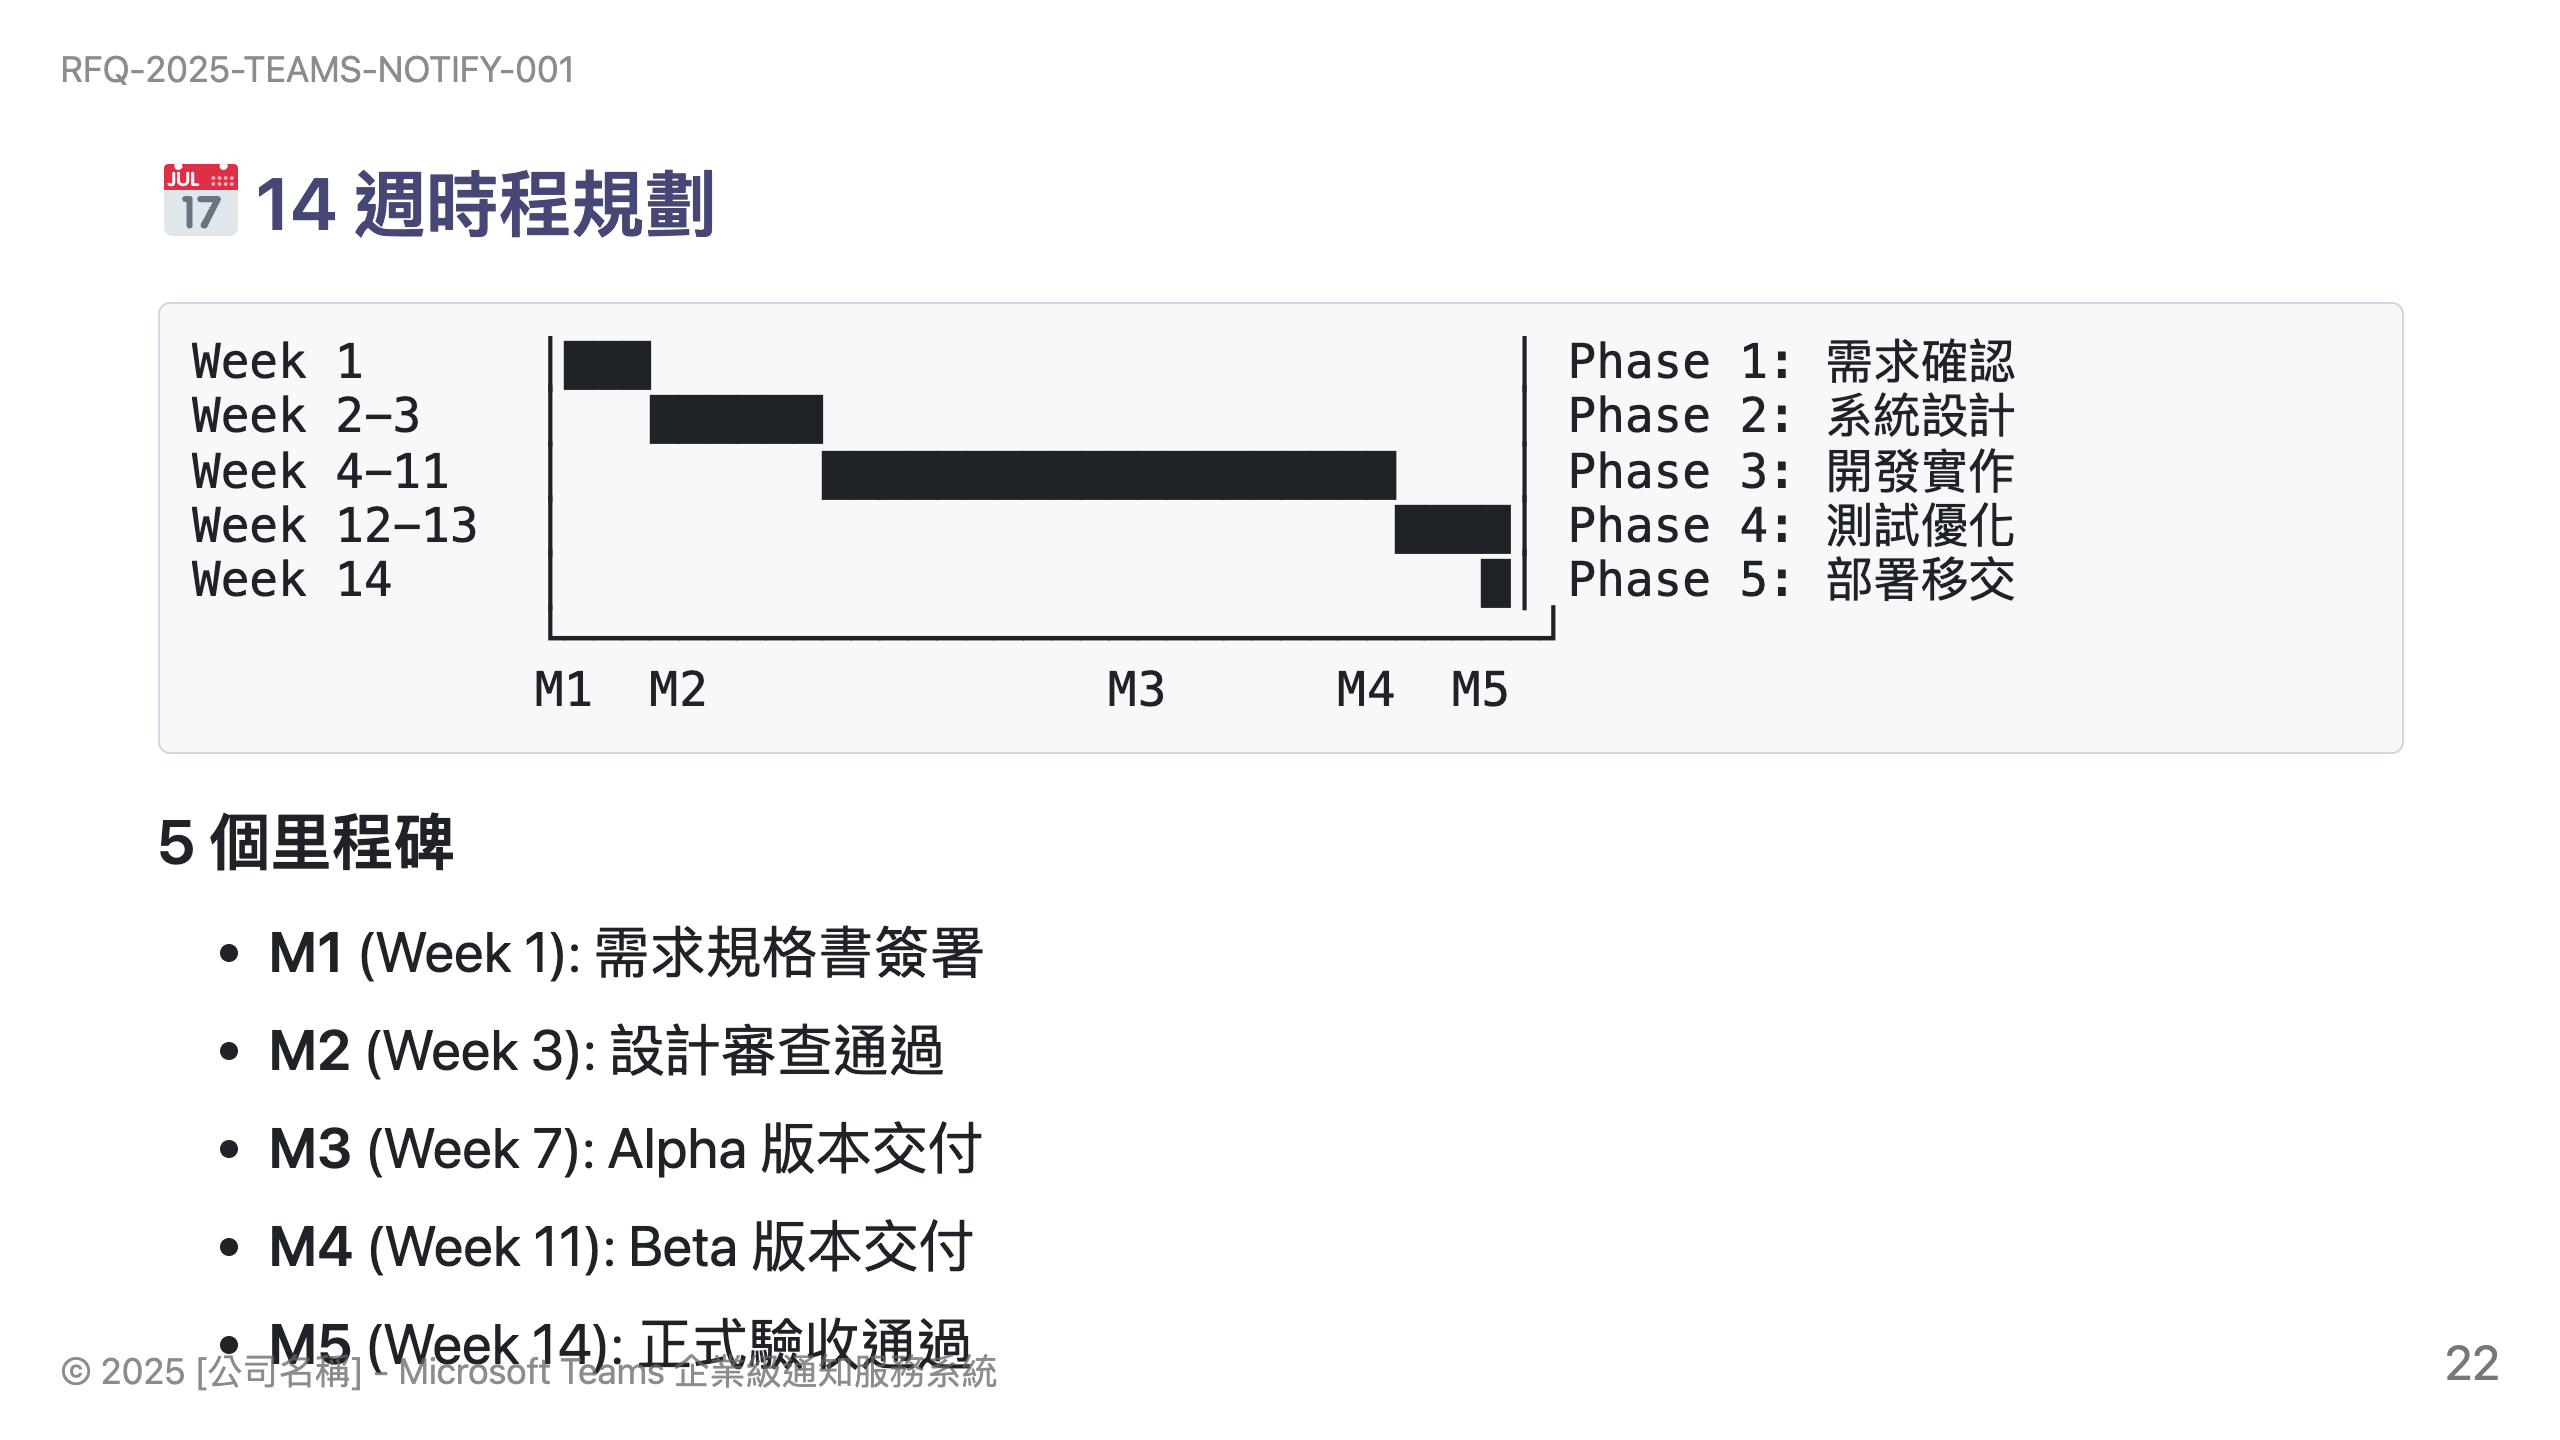 RFQ-2025-TEAMS-NOTIFY-001
JUL
17
14 週時程規劃
Week 1 Phase 1: 需求確認
Week 2-3 Phase 2: 系統設計
Week 4-11 Phase 3: 開發實作
Week 12-13 Phase 4: 測試優化
Week 14 Phase 5: 部署移交
M1 M2 M3 M4 M5
5 個里程碑
• M1 (Week 1): 需求規格書簽署
• M2 (Week 3): 設計審查通過
• M3 (Week 7): Alpha 版本交付
• M4 (Week 11): Beta 版本交付
• M5 (Week 14): 正式驗收通過
© 2025 [公司名稱] - Microsoft Teams 企業級通知服務系統
22